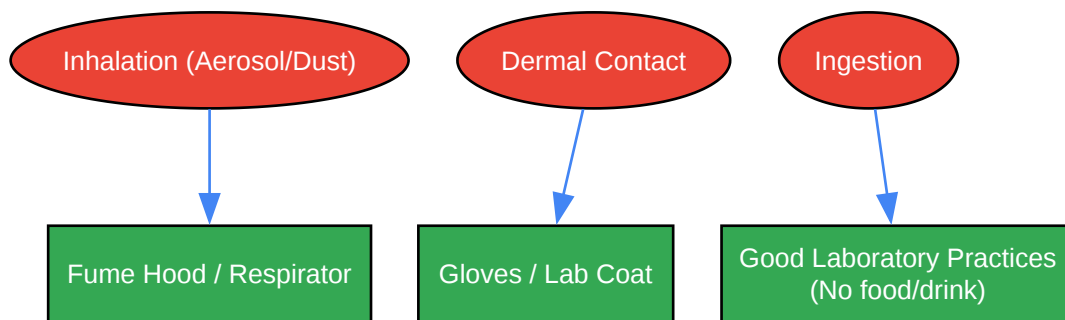 Inhalation (Aerosol/Dust)
Dermal Contact
Ingestion
Fume Hood / Respirator
Gloves / Lab Coat
Good Laboratory Practices
(No food/drink)